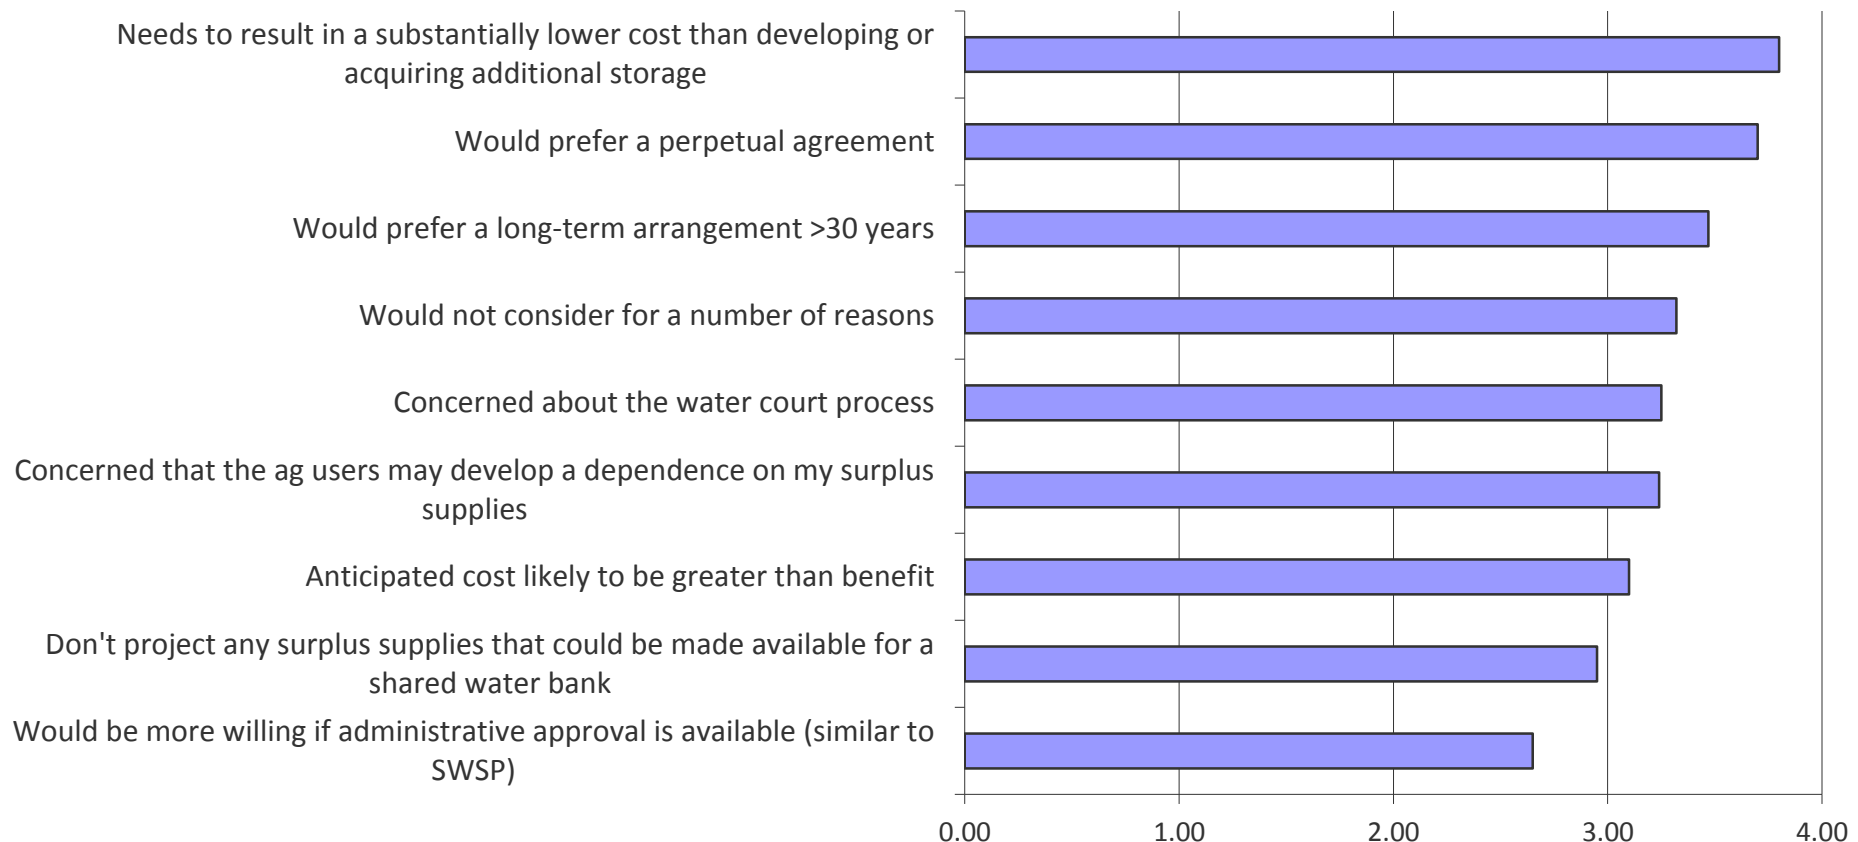 Needs to result in a substantially lower cost than developing or
acquiring additional storage
Would prefer a perpetual agreement
Would prefer a long-term arrangement >30 years
Would not consider for a number of reasons
Concerned about the water court process
Concerned that the ag users may develop a dependence on my surplus
supplies
Anticipated cost likely to be greater than benefit
Don't project any surplus supplies that could be made available for a
shared water bank
Would be more willing if administrative approval is available (similar to
SWSP)
0.00 1.00 2.00 3.00 4.00